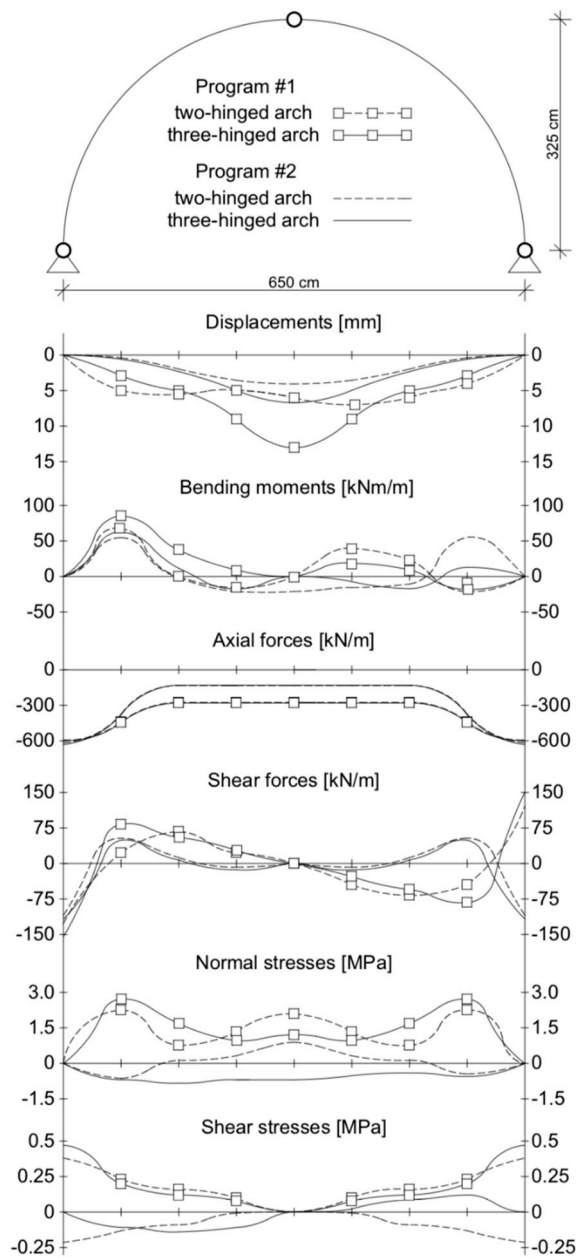 Program #1
two-hinged arch
three-hinged arch
Program #2
two-hinged arch
three-hinged arch
325 cm
650 cm
Displacements [mm]
0 0
5 5
10 10
15 15
Bending moments [kNm/m]
100 100
50 50
0 0
-50 -50
Axial forces [kN/m]
0 0
-300 -300
-600 -600
Shear forces [kN/m]
150 150
75 75
0 0
-75 -75
-150 -150
Normal stresses [MPa]
3.0 3.0
1.5 1.5
0 0
-1.5 -1.5
Shear stresses [MPa]
0.5 0.5
0.25 0.25
0 0
-0.25 -0.25